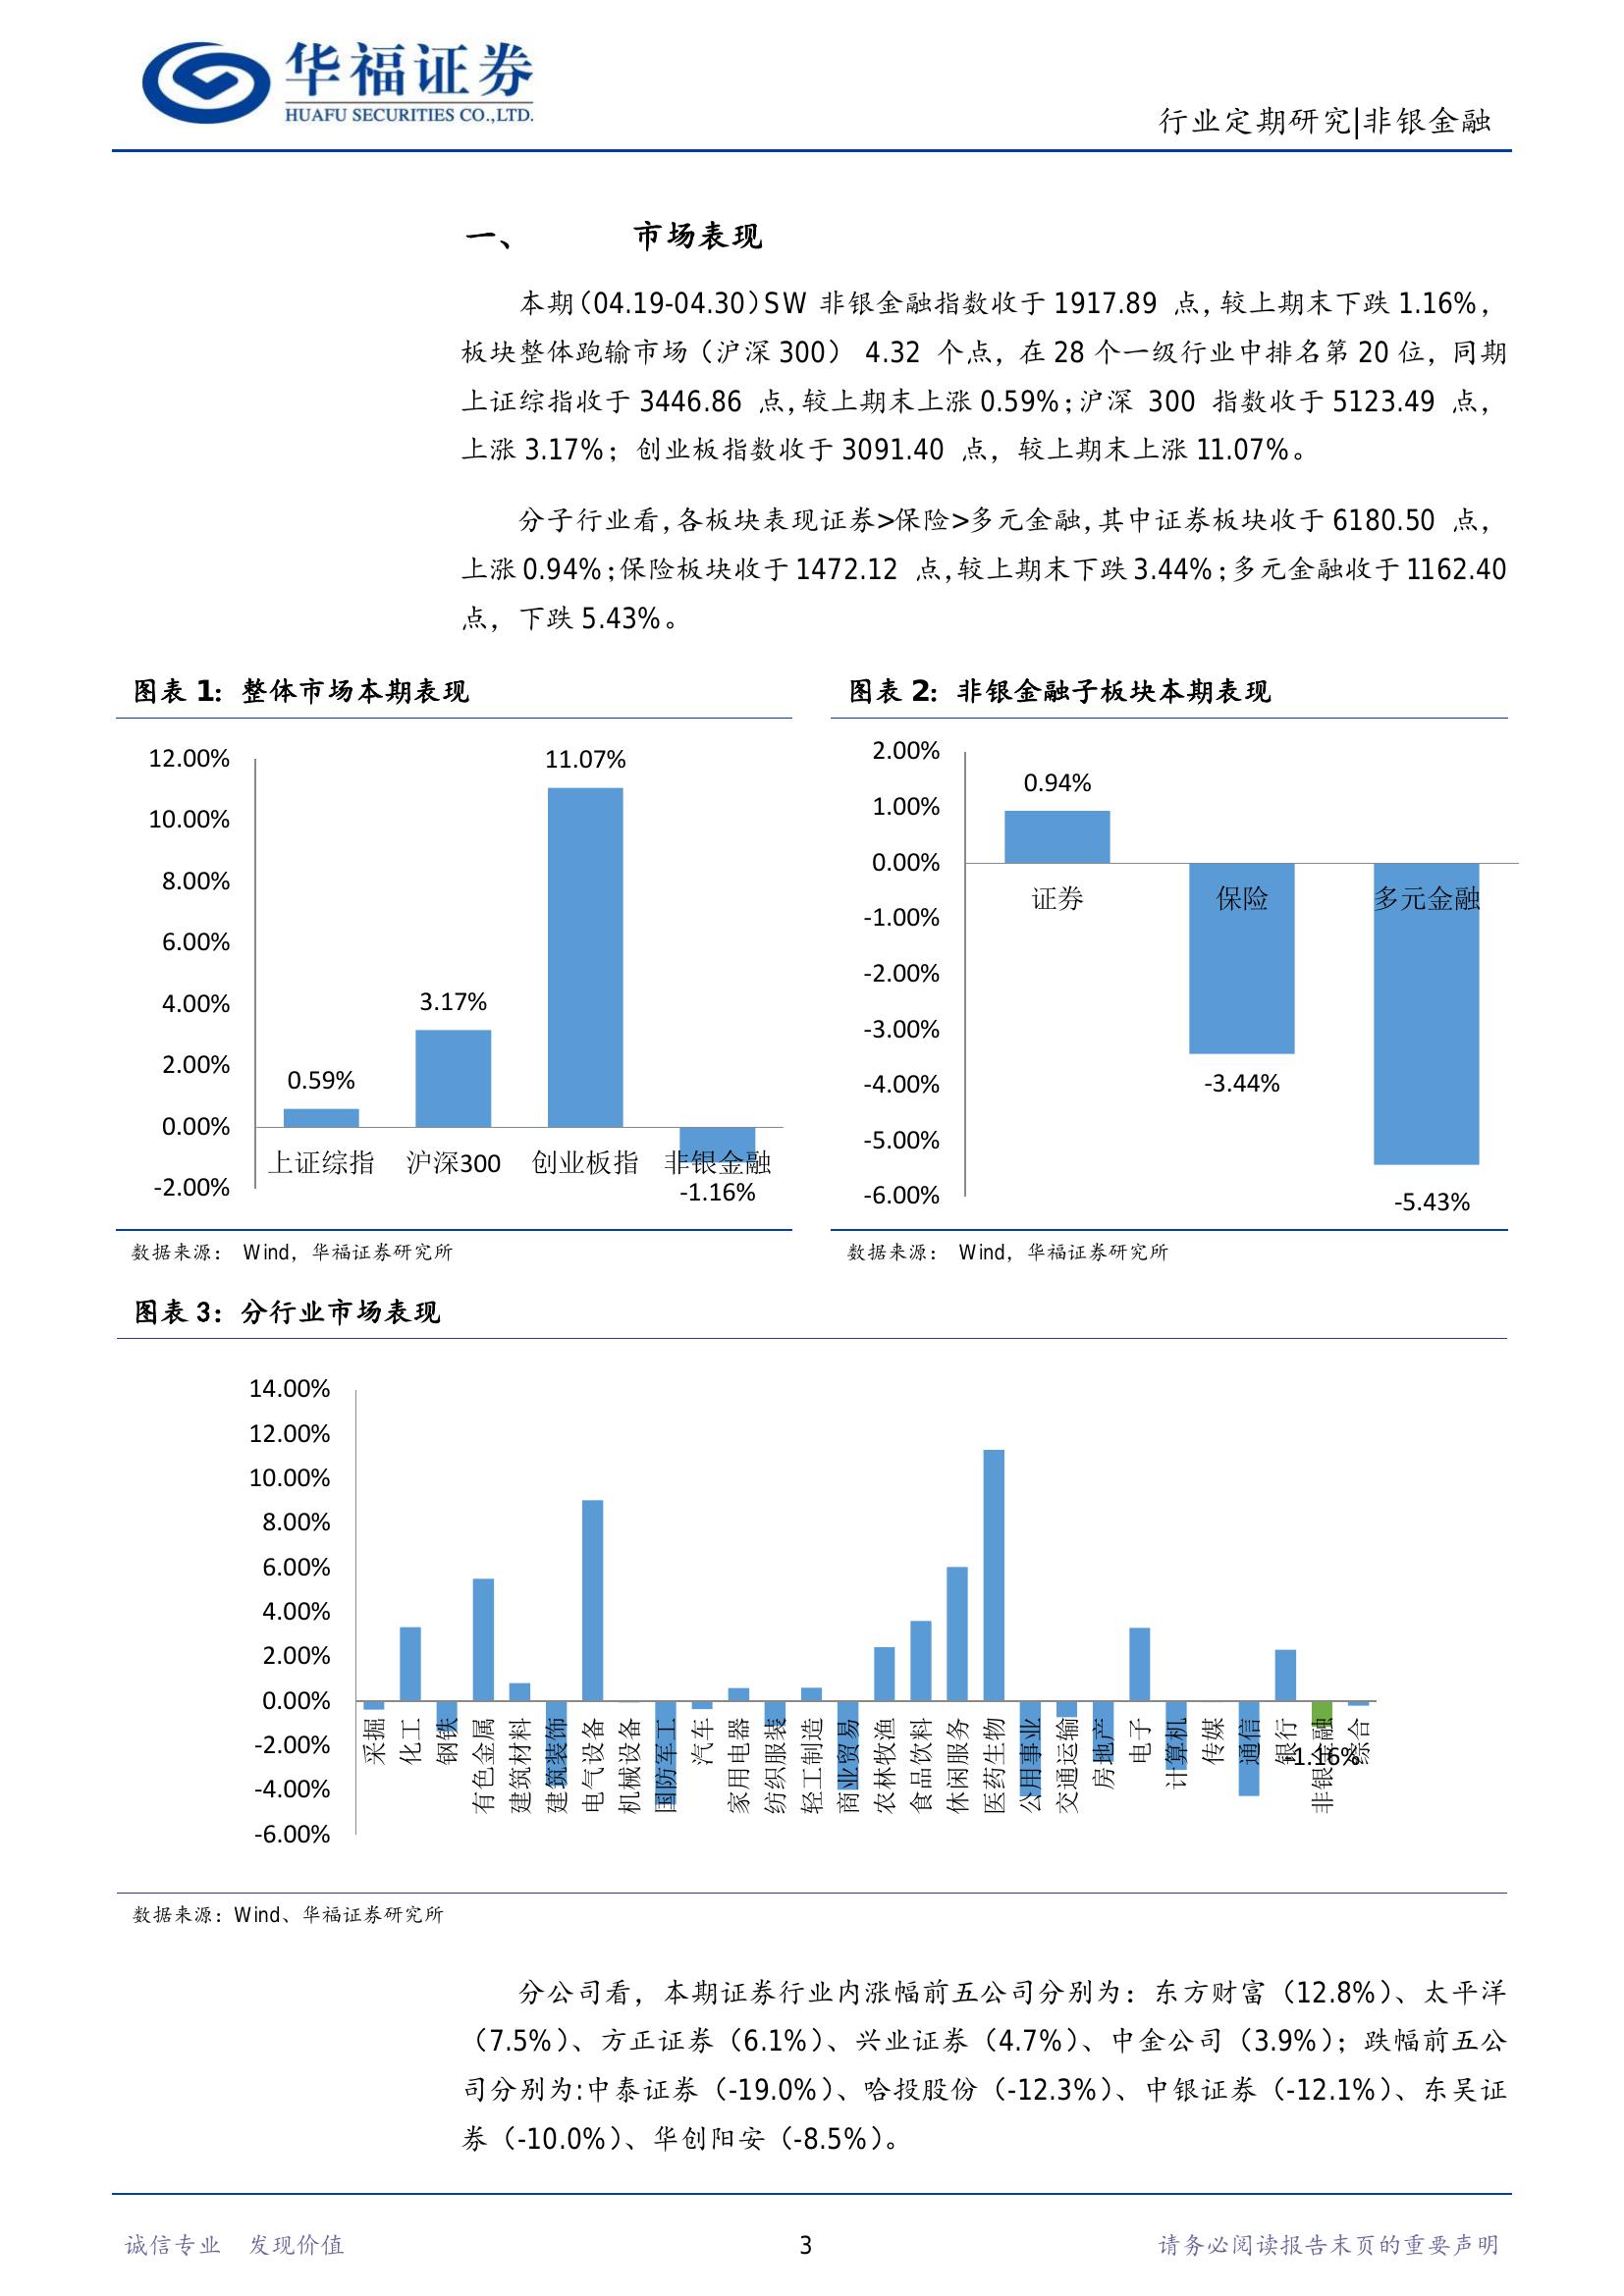 华福证券
HUAFU SECURITIES CO.,LTD.
行业定期研究|非银金融
一、 市场表现
本期（04.19-04.30）SW 非银金融指数收于 1917.89 点，较上期末下跌 1.16%，
板块整体跑输市场（沪深 300） 4.32 个点，在 28 个一级行业中排名第 20 位，同期
上证综指收于 3446.86 点，较上期末上涨 0.59%；沪深 300 指数收于 5123.49 点，
上涨 3.17%；创业板指数收于 3091.40 点，较上期末上涨 11.07%。
分子行业看，各板块表现证券>保险>多元金融，其中证券板块收于 6180.50 点，
上涨 0.94%；保险板块收于 1472.12 点，较上期末下跌 3.44%；多元金融收于 1162.40
点，下跌 5.43%。
图表 1：整体市场本期表现
12.00%
10.00%
8.00%
6.00%
4.00%
2.00%
0.00%
-2.00%
0.59%
3.17%
11.07%
-1.16%
上证综指
沪深300
创业板指
非银金融
数据来源： Wind，华福证券研究所
图表 2：非银金融子板块本期表现
2.00%
1.00%
0.00%
-1.00%
-2.00%
-3.00%
-4.00%
-5.00%
-6.00%
0.94%
-3.44%
-5.43%
证券
保险
多元金融
数据来源： Wind，华福证券研究所
图表 3：分行业市场表现
14.00%
12.00%
10.00%
8.00%
6.00%
4.00%
2.00%
0.00%
-2.00%
-4.00%
-6.00%
采掘
化工
钢铁
有色金属
建筑材料
建筑装饰
电气设备
机械设备
国防军工
汽车
家用电器
纺织服装
轻工制造
商业贸易
农林牧渔
食品饮料
休闲服务
医药生物
公用事业
交通运输
房地产
电子
计算机
传媒
通信
银行
非银金融
综合
-1.16%
数据来源：Wind、华福证券研究所
分公司看，本期证券行业内涨幅前五公司分别为：东方财富（12.8%）、太平洋
（7.5%）、方正证券（6.1%）、兴业证券（4.7%）、中金公司（3.9%）；跌幅前五公
司分别为:中泰证券（-19.0%）、哈投股份（-12.3%）、中银证券（-12.1%）、东吴证
券（-10.0%）、华创阳安（-8.5%）。
诚信专业 发现价值
3
请务必阅读报告末页的重要声明